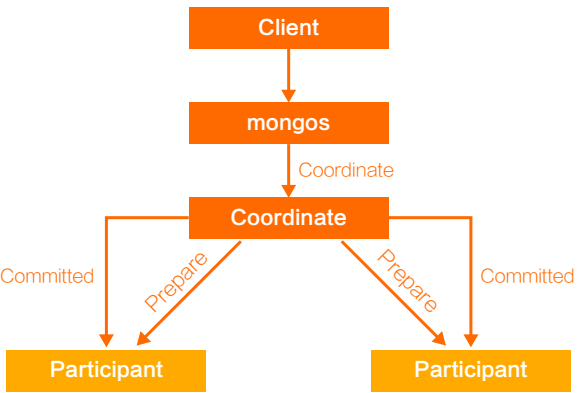 Client
mongos
Coordinate
Coordinate
Committed
Prepare
Prepare
Committed
Participant
Participant